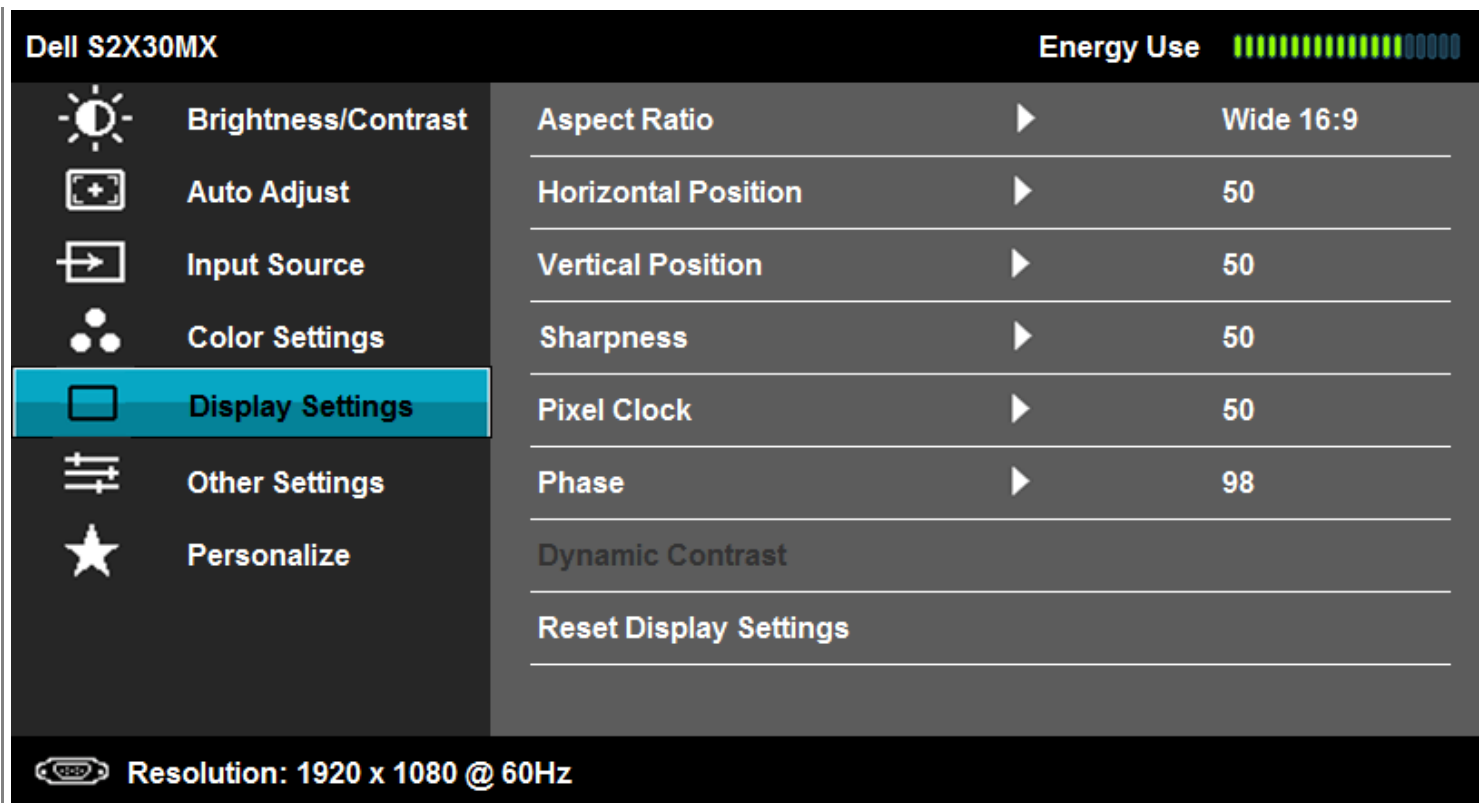 Dell S2X30MX Energy Use
Brightness/Contrast Aspect Ratio Wide 16:9
Auto Adjust Horizontal Position 50
Input Source Vertical Position 50
Color Settings Sharpness 50
Display Settings Pixel Clock 50
Other Settings Phase 98
Personalize Dynamic Contrast
Reset Display Settings
Resolution: 1920 x 1080 @ 60Hz